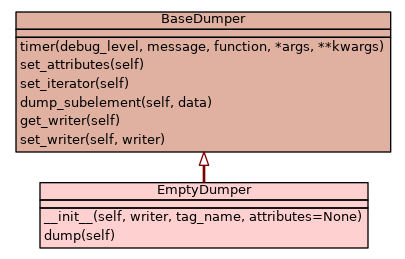 BaseDumper
timer(debug_level, message, function, *args, **kwargs)
set_attributes(self)
set_iterator(self)
dump_subelement(self, data)
get_writer(self)
set_writer(self, writer)
EmptyDumper
__init__(self, writer, tag_name, attributes=None)
dump(self)